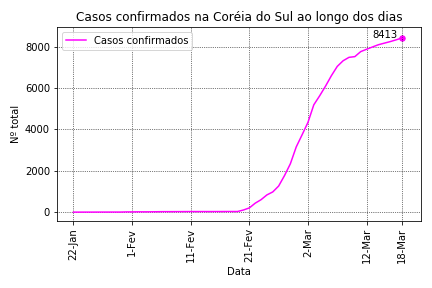 Casos confirmados na Coréia do Sul ao longo dos dias
Casos confirmados
8413
8000
6000
4000
2000
0
Nº total
22-Jan
1-Fev
11-Fev
21-Fev
2-Mar
12-Mar
18-Mar
Data